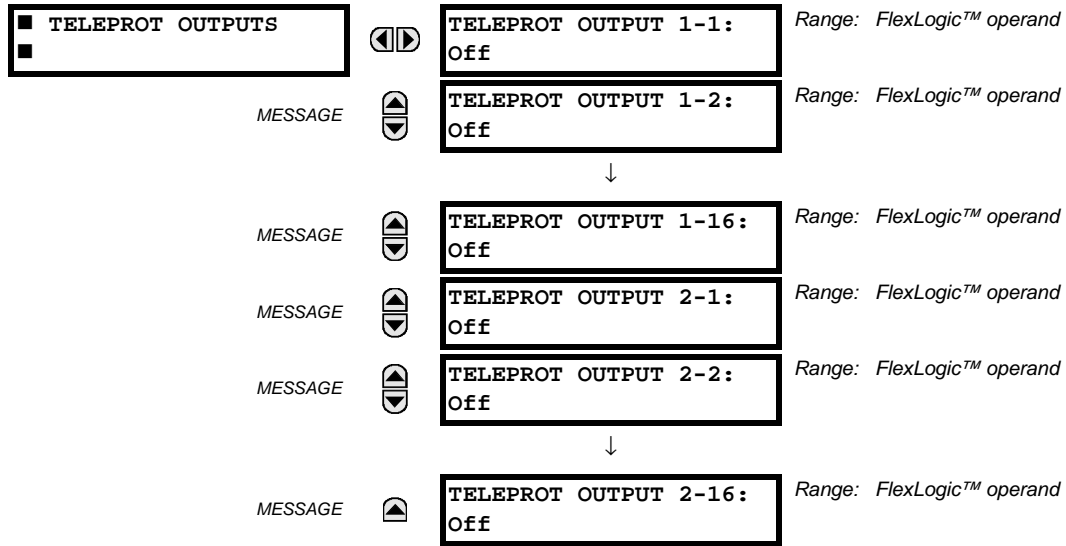 ■ TELEPROT OUTPUTS
■
TELEPROT OUTPUT 1-1:
Off
Range: FlexLogic™ operand
MESSAGE
TELEPROT OUTPUT 1-2:
Off
Range: FlexLogic™ operand
↓
MESSAGE
TELEPROT OUTPUT 1-16:
Off
Range: FlexLogic™ operand
MESSAGE
TELEPROT OUTPUT 2-1:
Off
Range: FlexLogic™ operand
MESSAGE
TELEPROT OUTPUT 2-2:
Off
Range: FlexLogic™ operand
↓
MESSAGE
TELEPROT OUTPUT 2-16:
Off
Range: FlexLogic™ operand